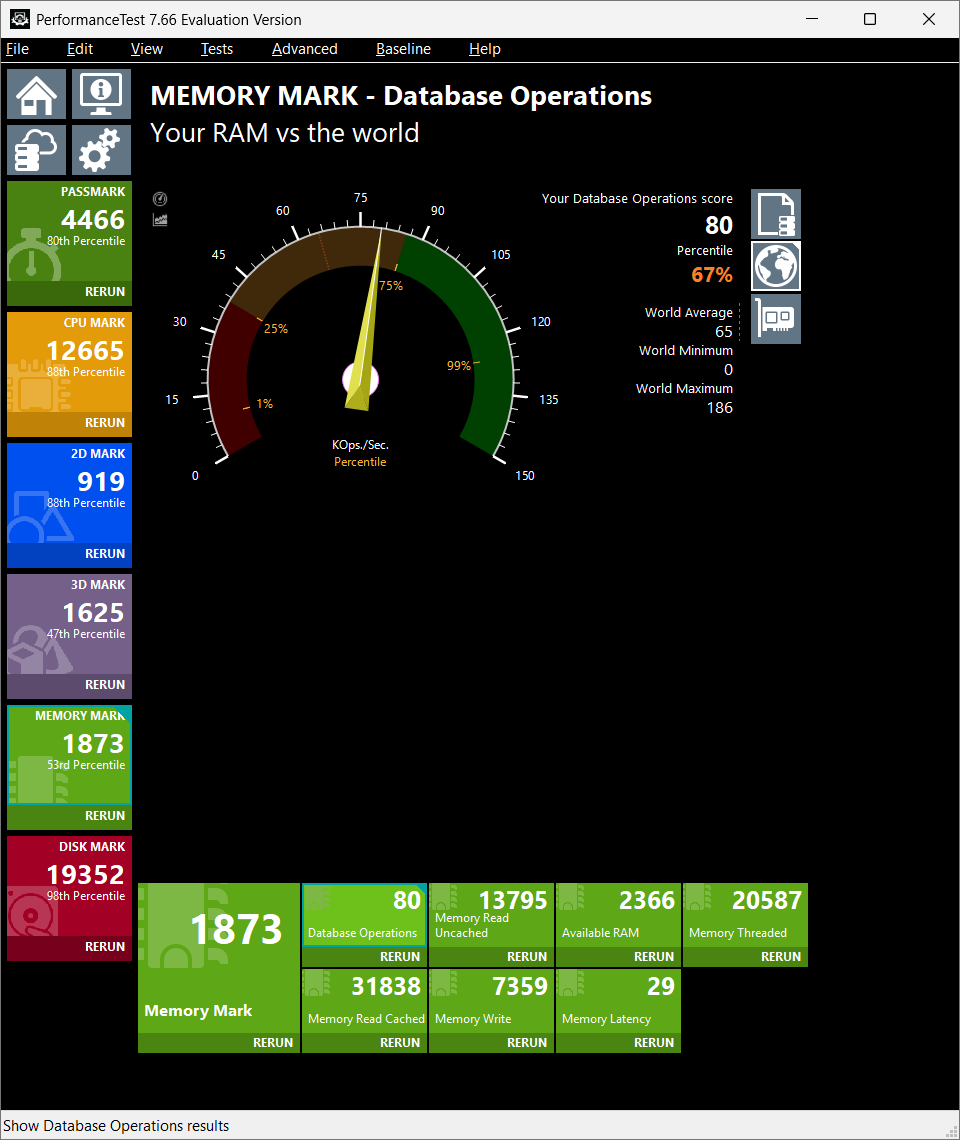 PerformanceTest 7.66 Evaluation Version
File Edit View Tests Advanced Baseline Help
MEMORY MARK - Database Operations
Your RAM vs the world
PASSMARK
4466
80th Percentile
RERUN
CPU MARK
12665
88th Percentile
RERUN
2D MARK
919
88th Percentile
RERUN
3D MARK
1625
47th Percentile
RERUN
MEMORY MARK
1873
53rd Percentile
RERUN
DISK MARK
19352
98th Percentile
RERUN
0
15
30
45
60
75
90
105
120
135
150
1%
25%
75%
99%
KOps./Sec.
Percentile
Your Database Operations score
80
Percentile
67%
World Average
65
World Minimum
0
World Maximum
186
1873
Memory Mark
RERUN
80
Database Operations
RERUN
13795
Memory Read
Uncached
RERUN
2366
Available RAM
RERUN
20587
Memory Threaded
RERUN
31838
Memory Read Cached
RERUN
7359
Memory Write
RERUN
29
Memory Latency
RERUN
Show Database Operations results